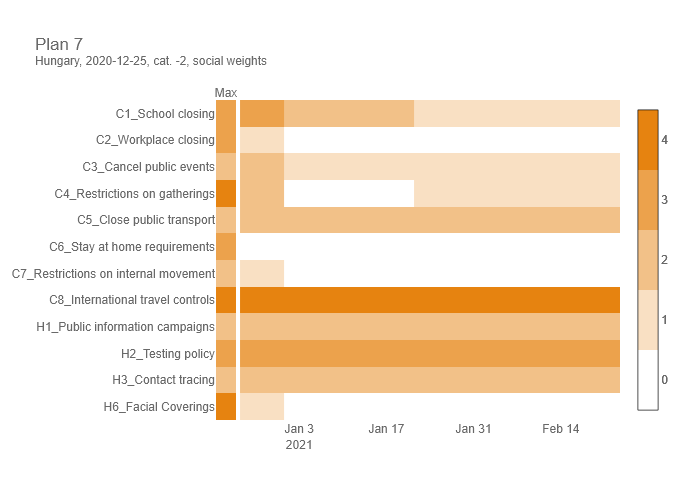 Plan 7
Hungary, 2020-12-25, cat. -2, social weights
Max
C1_School closing
C2_Workplace closing
C3_Cancel public events
C4_Restrictions on gatherings
C5_Close public transport
C6_Stay at home requirements
C7_Restrictions on internal movement
C8_International travel controls
H1_Public information campaigns
H2_Testing policy
H3_Contact tracing
H6_Facial Coverings
Jan 3 Jan 17 Jan 31 Feb 14
2021
4
3
2
1
0